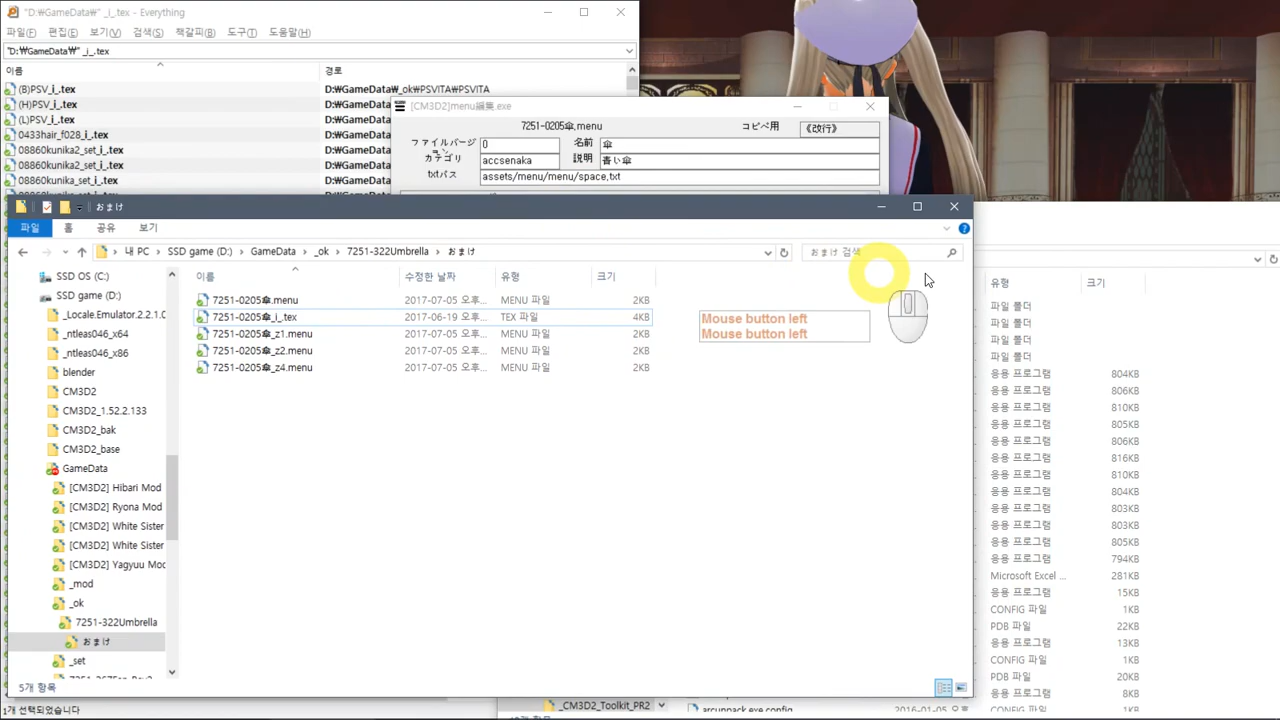 "D:₩GameData₩" _i_.tex - Everything
파일(F) 편집(E) 보기(V) 검색(S) 책갈피(B) 도구(T) 도움말(H)
"D:₩GameData₩" _i_.tex
이름 경로
(B)PSV_i_.tex D:₩GameData₩_ok₩PSVITA₩PSVITA
(H)PSV_i_.tex D:₩GameData
(L)PSV_i_.tex D:₩GameData
0433hair_f028_i_.tex D:₩GameData
08860kunika2_set_i_.tex D:₩GameData
08860kunika2_set_i_.tex D:₩GameData
08860kunika_set_i_.tex D:₩GameData
[CM3D2]menu編集.exe
7251-0205傘.menu コピペ用 《改行》
ファイルバージョン 0 名前 傘
カテゴリ accsenaka 説明 青い傘
txtパス assets/menu/menu/space.txt
おまけ
파일 홈 공유 보기
내 PC SSD game (D:) GameData _ok 7251-322Umbrella おまけ おまけ 검색
SSD OS (C:)
SSD game (D:)
_Locale.Emulator.2.2.1.0
_ntleas046_x64
_ntleas046_x86
blender
CM3D2
CM3D2_1.52.2.133
CM3D2_bak
CM3D2_base
GameData
[CM3D2] Hibari Mod
[CM3D2] Ryona Mod
[CM3D2] White Sister
[CM3D2] White Sister
[CM3D2] Yagyuu Mod
_mod
_ok
7251-322Umbrella
おまけ
_set
이름 수정한 날짜 유형 크기
7251-0205傘.menu 2017-07-05 오후... MENU 파일 2KB
7251-0205傘_i_.tex 2017-06-19 오후... TEX 파일 4KB
7251-0205傘_z1.menu 2017-07-05 오후... MENU 파일 2KB
7251-0205傘_z2.menu 2017-07-05 오후... MENU 파일 2KB
7251-0205傘_z4.menu 2017-07-05 오후... MENU 파일 2KB
Mouse button left
Mouse button left
5개 항목
유형 크기
파일 폴더
파일 폴더
파일 폴더
파일 폴더
응용 프로그램 804KB
응용 프로그램 806KB
응용 프로그램 810KB
응용 프로그램 805KB
응용 프로그램 806KB
응용 프로그램 816KB
응용 프로그램 810KB
응용 프로그램 804KB
응용 프로그램 803KB
응용 프로그램 803KB
응용 프로그램 805KB
응용 프로그램 794KB
Microsoft Excel ... 281KB
응용 프로그램 15KB
CONFIG 파일 1KB
PDB 파일 22KB
응용 프로그램 13KB
CONFIG 파일 1KB
PDB 파일 20KB
응용 프로그램 8KB
_CM3D2_Toolkit_PR2 arcunpack.exe.config 2016-01-05 오후 CONFIG 파일 1KB
1개 선택되었습니다